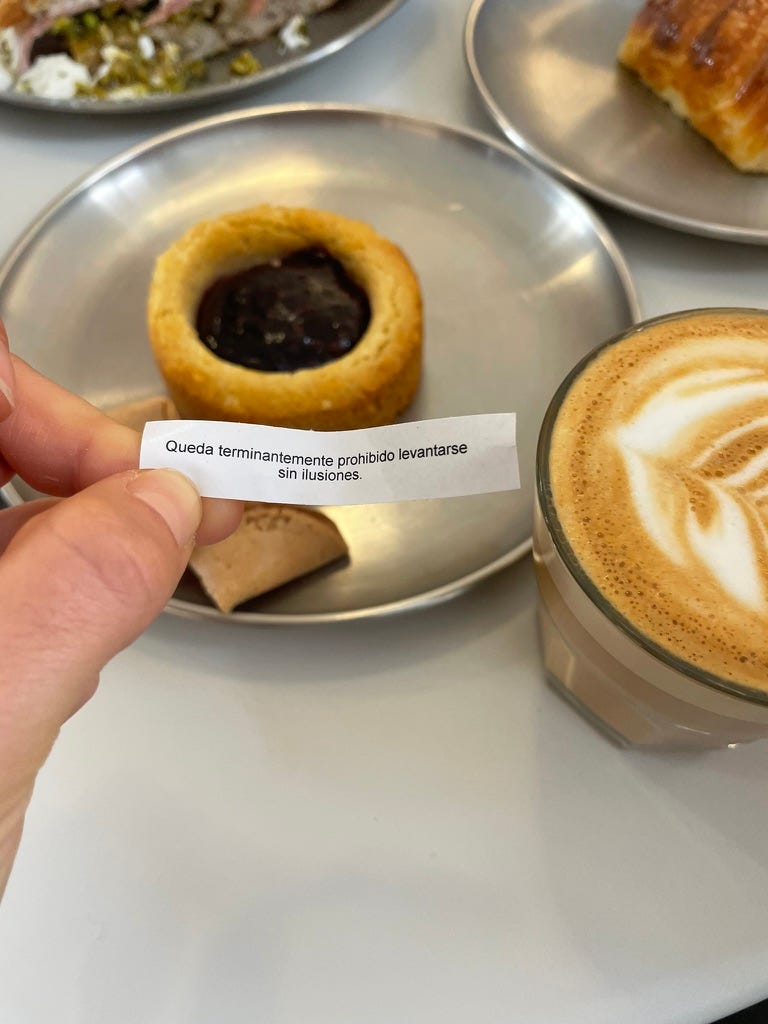 Queda terminantemente prohibido levantarse
sin ilusiones.